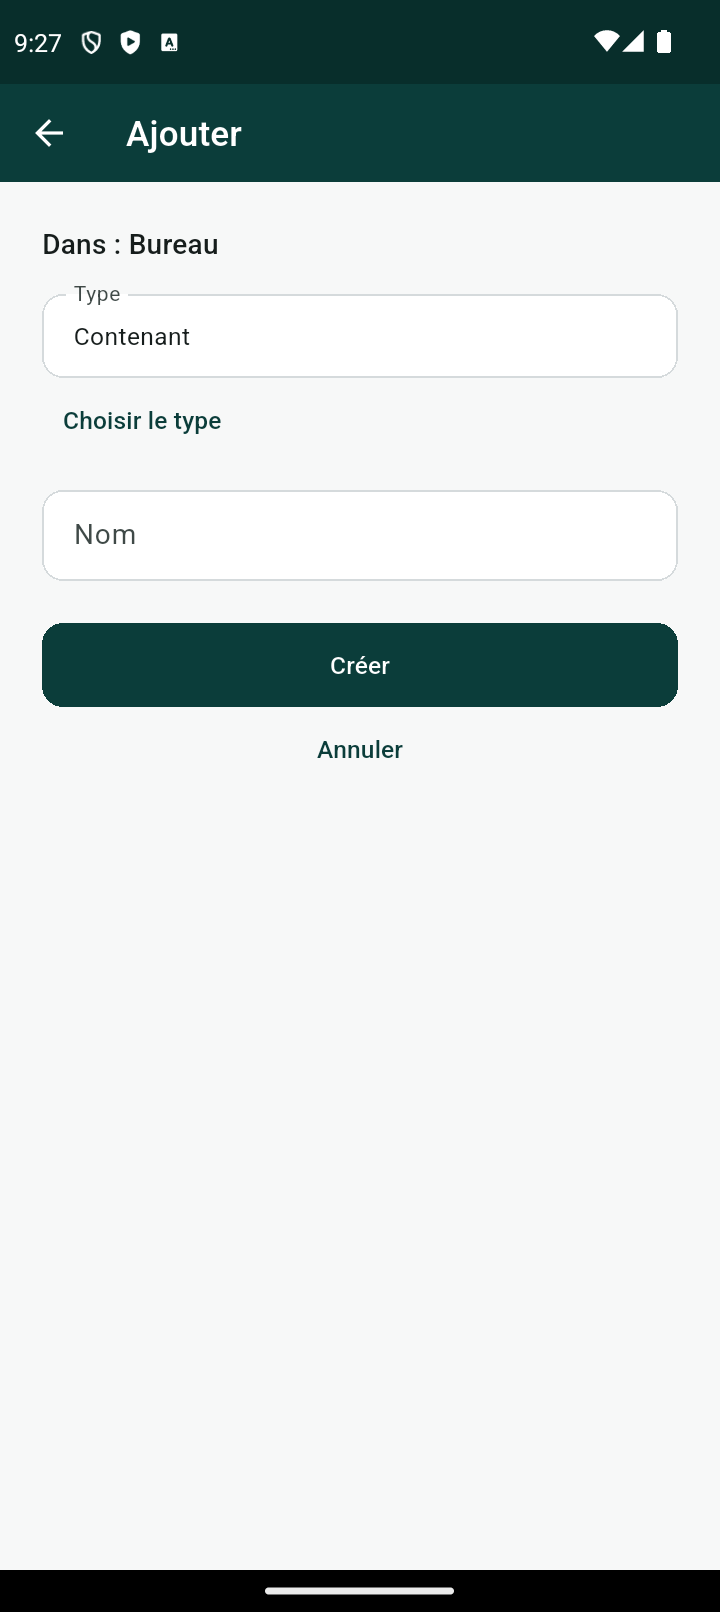 9:27
Ajouter
Dans : Bureau
Type
Contenant
Choisir le type
Nom
Créer
Annuler